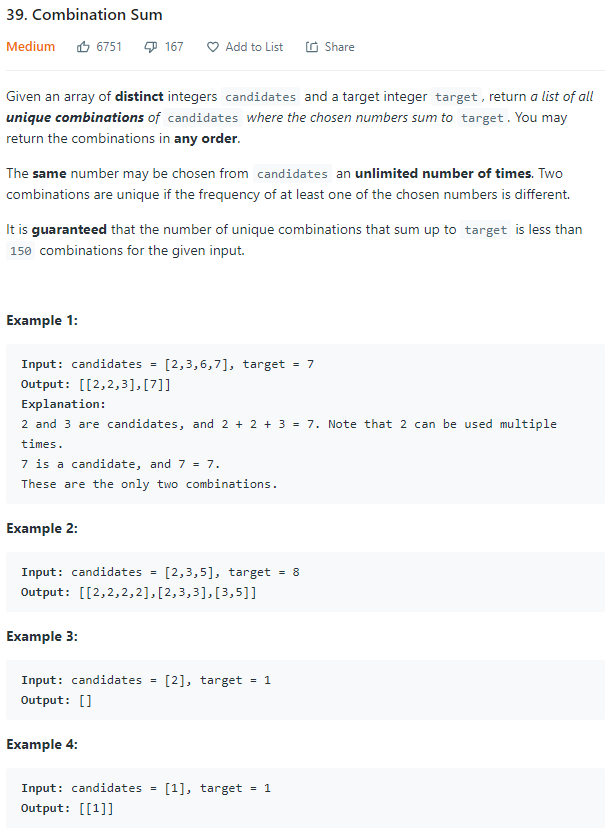 39. Combination Sum
Medium 6751 167 Add to List Share
Given an array of distinct integers candidates and a target integer target, return a list of all
unique combinations of candidates where the chosen numbers sum to target. You may
return the combinations in any order.
The same number may be chosen from candidates an unlimited number of times. Two
combinations are unique if the frequency of at least one of the chosen numbers is different.
It is guaranteed that the number of unique combinations that sum up to target is less than
150 combinations for the given input.
Example 1:
Input: candidates = [2,3,6,7], target = 7
Output: [[2,2,3],[7]]
Explanation:
2 and 3 are candidates, and 2 + 2 + 3 = 7. Note that 2 can be used multiple
times.
7 is a candidate, and 7 = 7.
These are the only two combinations.
Example 2:
Input: candidates = [2,3,5], target = 8
Output: [[2,2,2,2],[2,3,3],[3,5]]
Example 3:
Input: candidates = [2], target = 1
Output: []
Example 4:
Input: candidates = [1], target = 1
Output: [[1]]